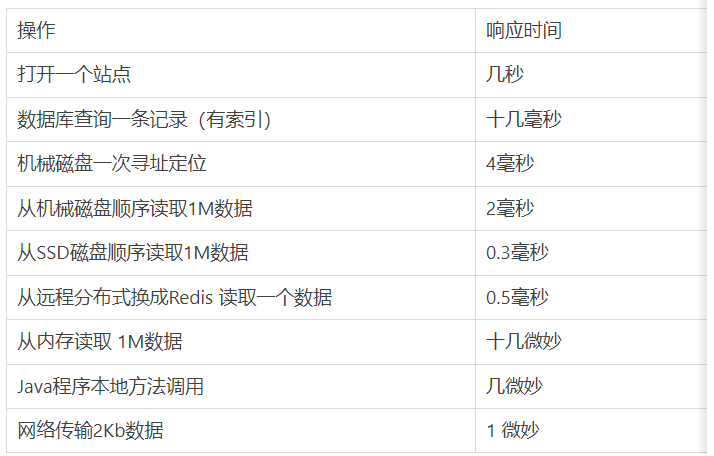 操作 响应时间
打开一个站点 几秒
数据库查询一条记录（有索引） 十几毫秒
机械磁盘一次寻址定位 4毫秒
从机械磁盘顺序读取1M数据 2毫秒
从SSD磁盘顺序读取1M数据 0.3毫秒
从远程分布式换成Redis 读取一个数据 0.5毫秒
从内存读取 1M数据 十几微妙
Java程序本地方法调用 几微妙
网络传输2Kb数据 1 微妙